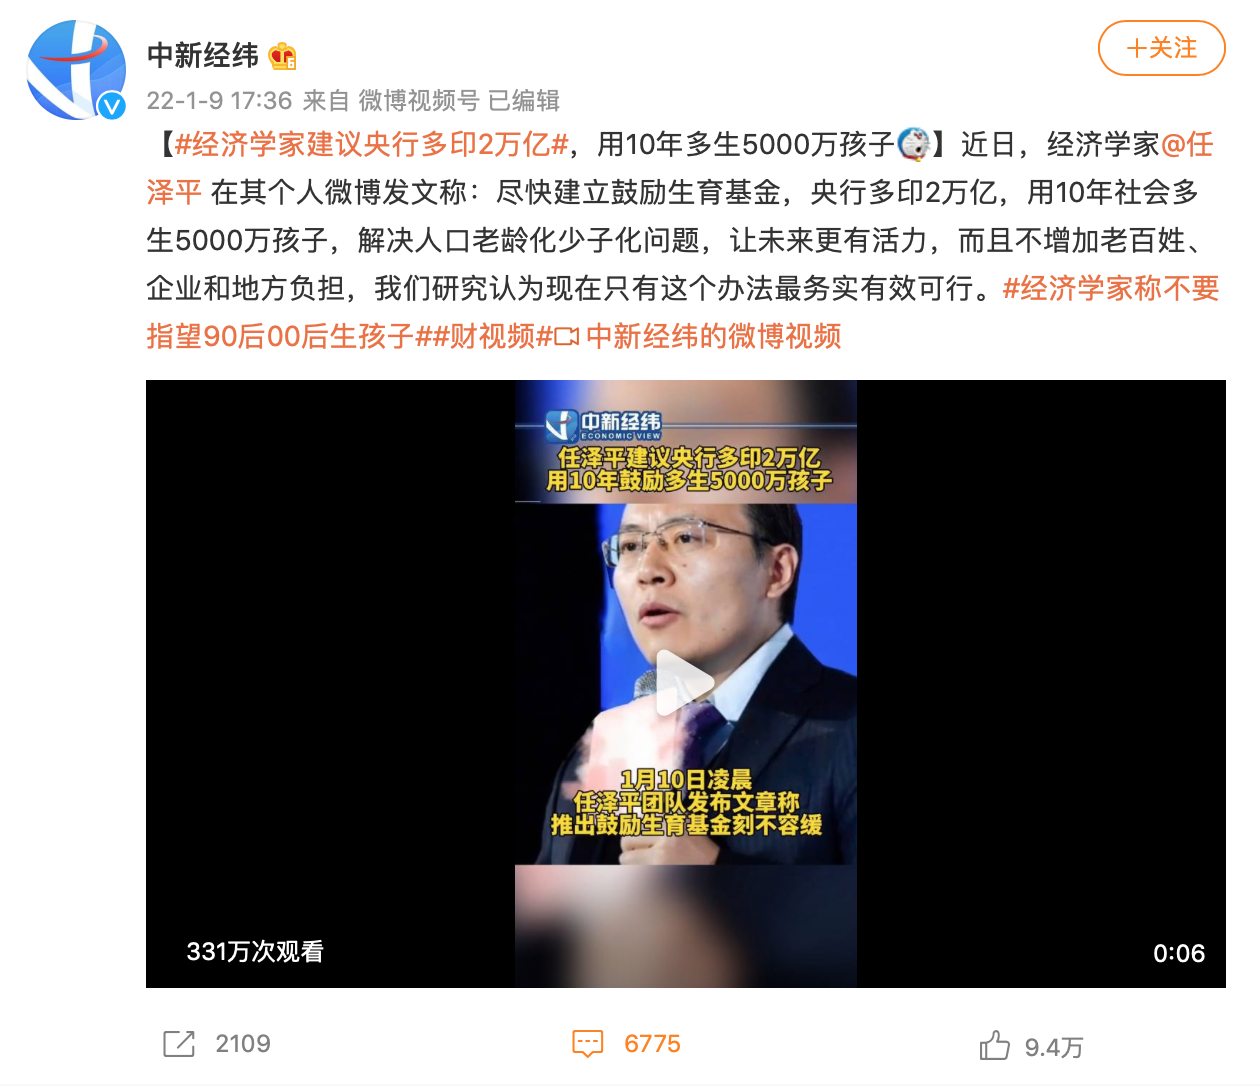 中新经纬
+关注
22-1-9 17:36 来自 微博视频号 已编辑
【#经济学家建议央行多印2万亿#，用10年多生5000万孩子】近日，经济学家@任
泽平 在其个人微博发文称：尽快建立鼓励生育基金，央行多印2万亿，用10年社会多
生5000万孩子，解决人口老龄化少子化问题，让未来更有活力，而且不增加老百姓、
企业和地方负担，我们研究认为现在只有这个办法最务实有效可行。#经济学家称不要
指望90后00后生孩子##财视频#中新经纬的微博视频
中新经纬
ECONOMIC VIEW
任泽平建议央行多印2万亿
用10年鼓励多生5000万孩子
1月10日凌晨
任泽平团队发布文章称
推出鼓励生育基金刻不容缓
331万次观看
0:06
2109
6775
9.4万